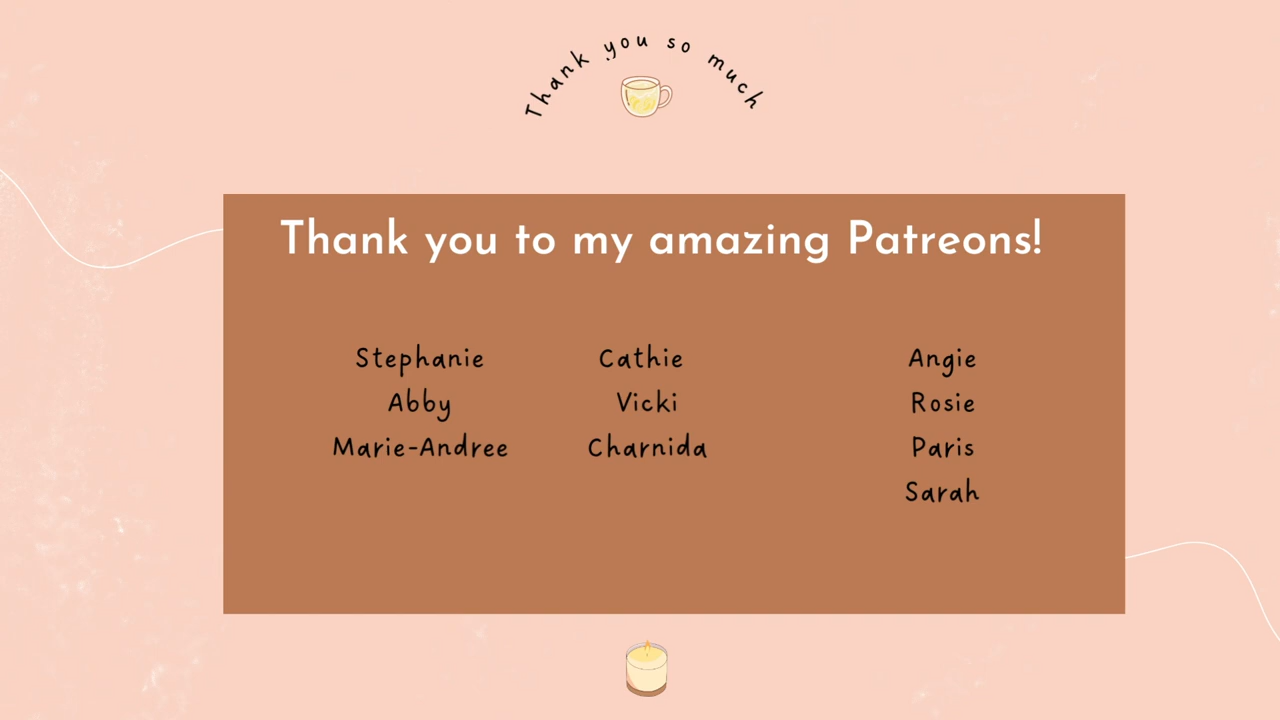 Thank you so much
Thank you to my amazing Patreons!
Stephanie
Abby
Marie-Andree
Cathie
Vicki
Charnida
Angie
Rosie
Paris
Sarah